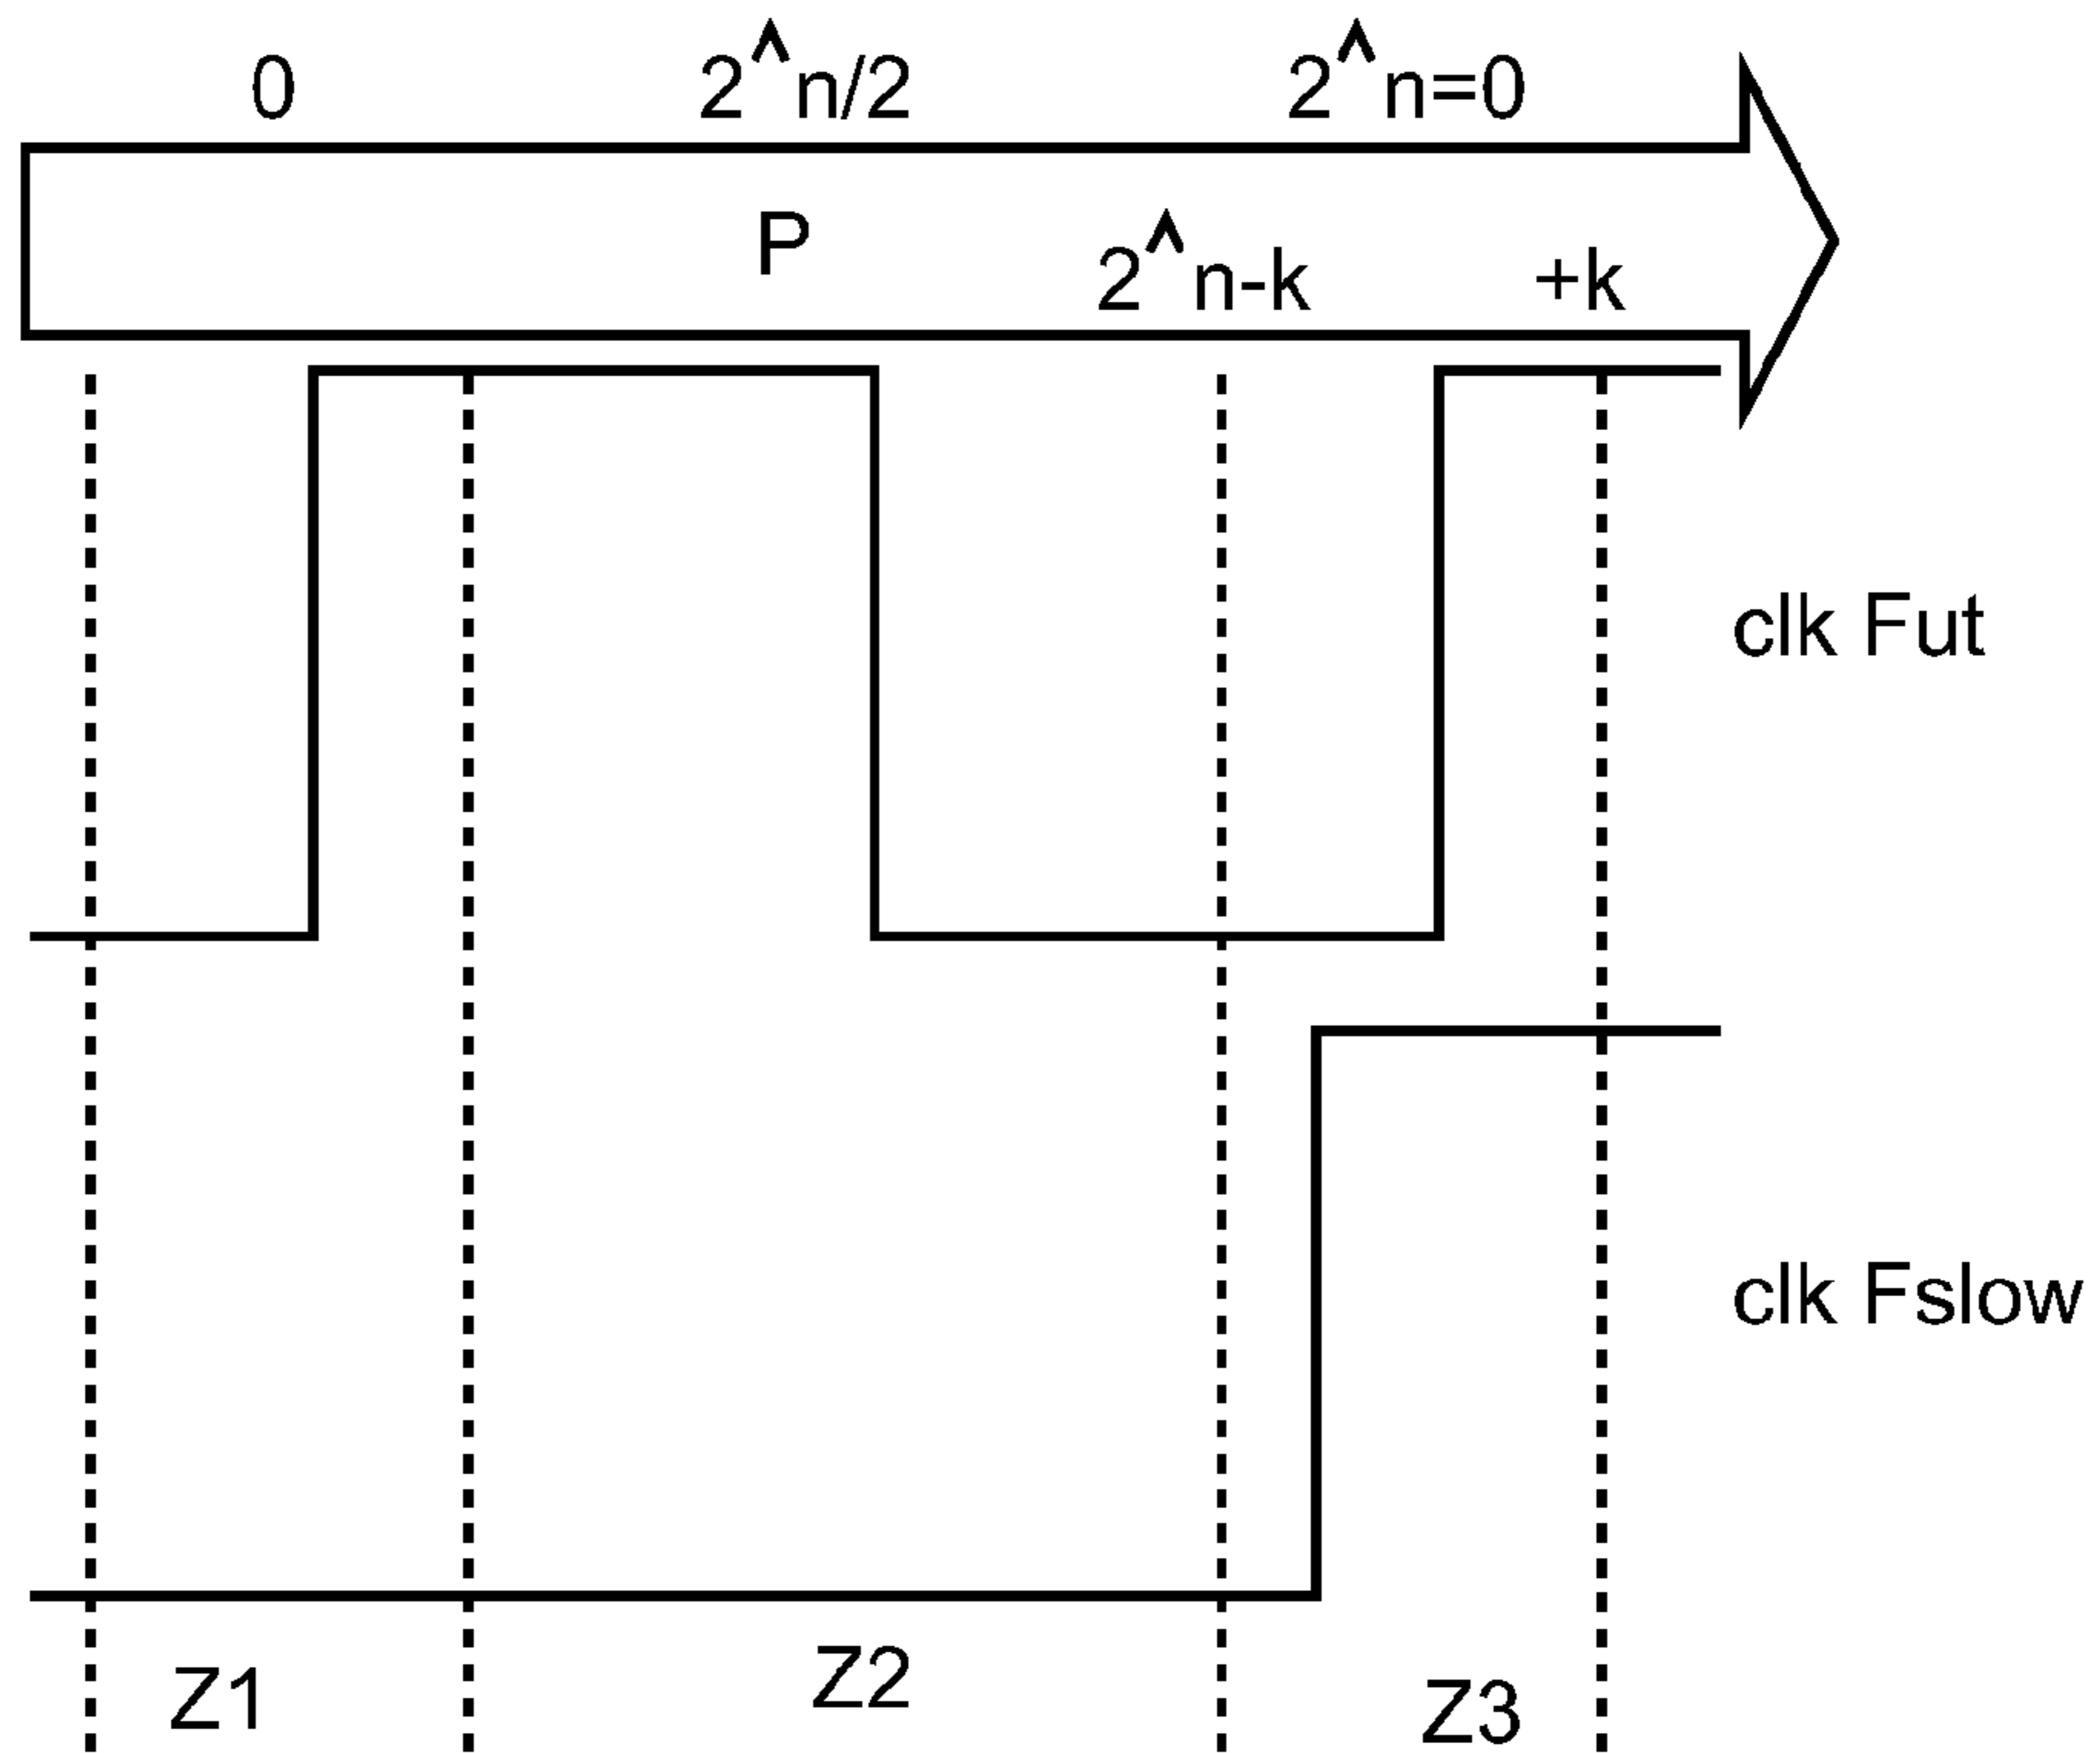 0 2^n/2 2^n=0
P 2^n-k +k
clk Fut
clk Fslow
Z1 Z2 Z3